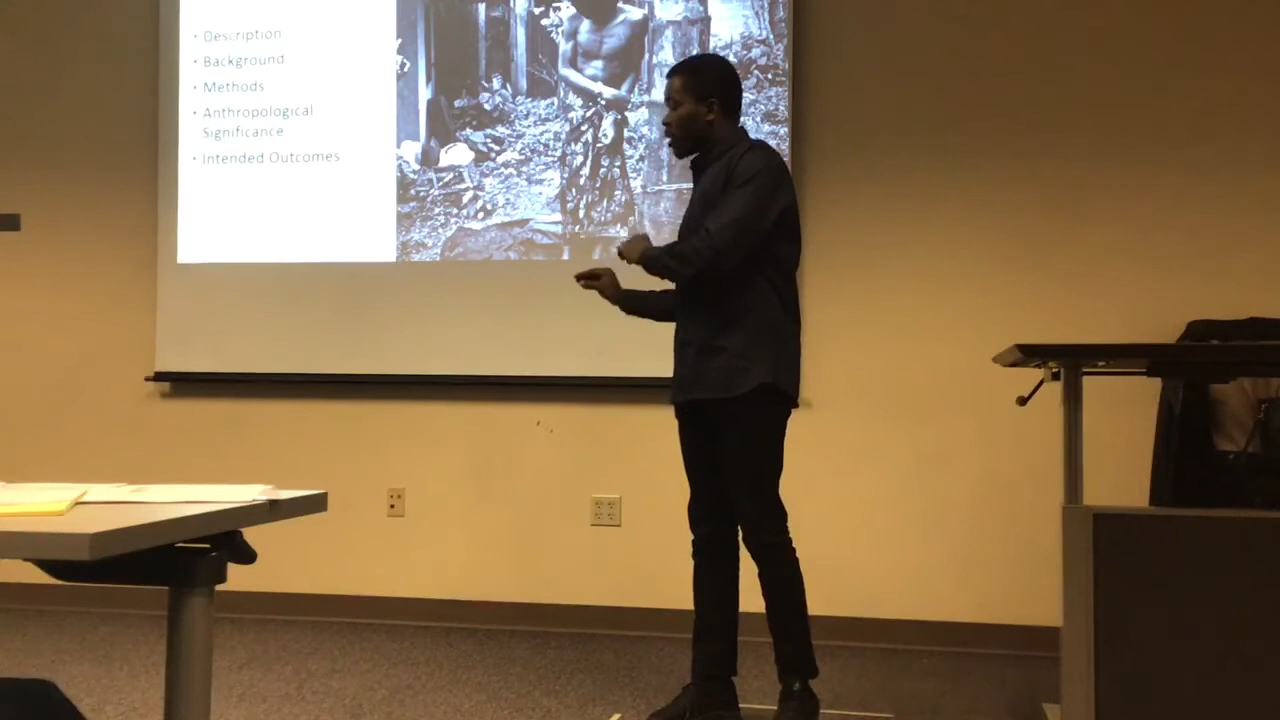 • Description
• Background
• Methods
• Anthropological
Significance
• Intended Outcomes